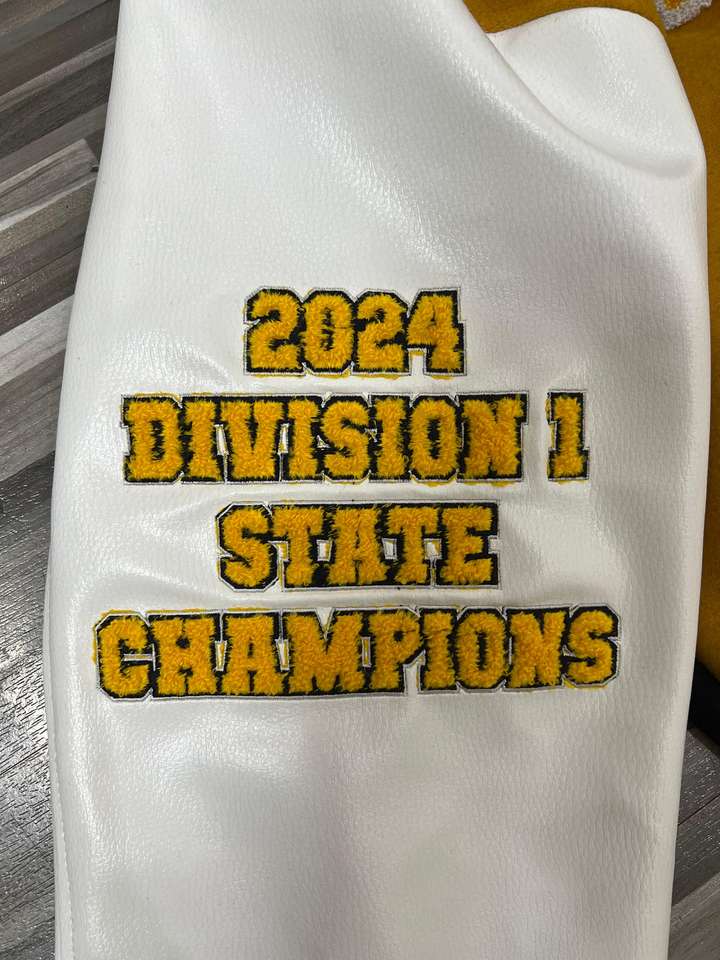 2024
DIVISION 1
STATE
CHAMPIONS